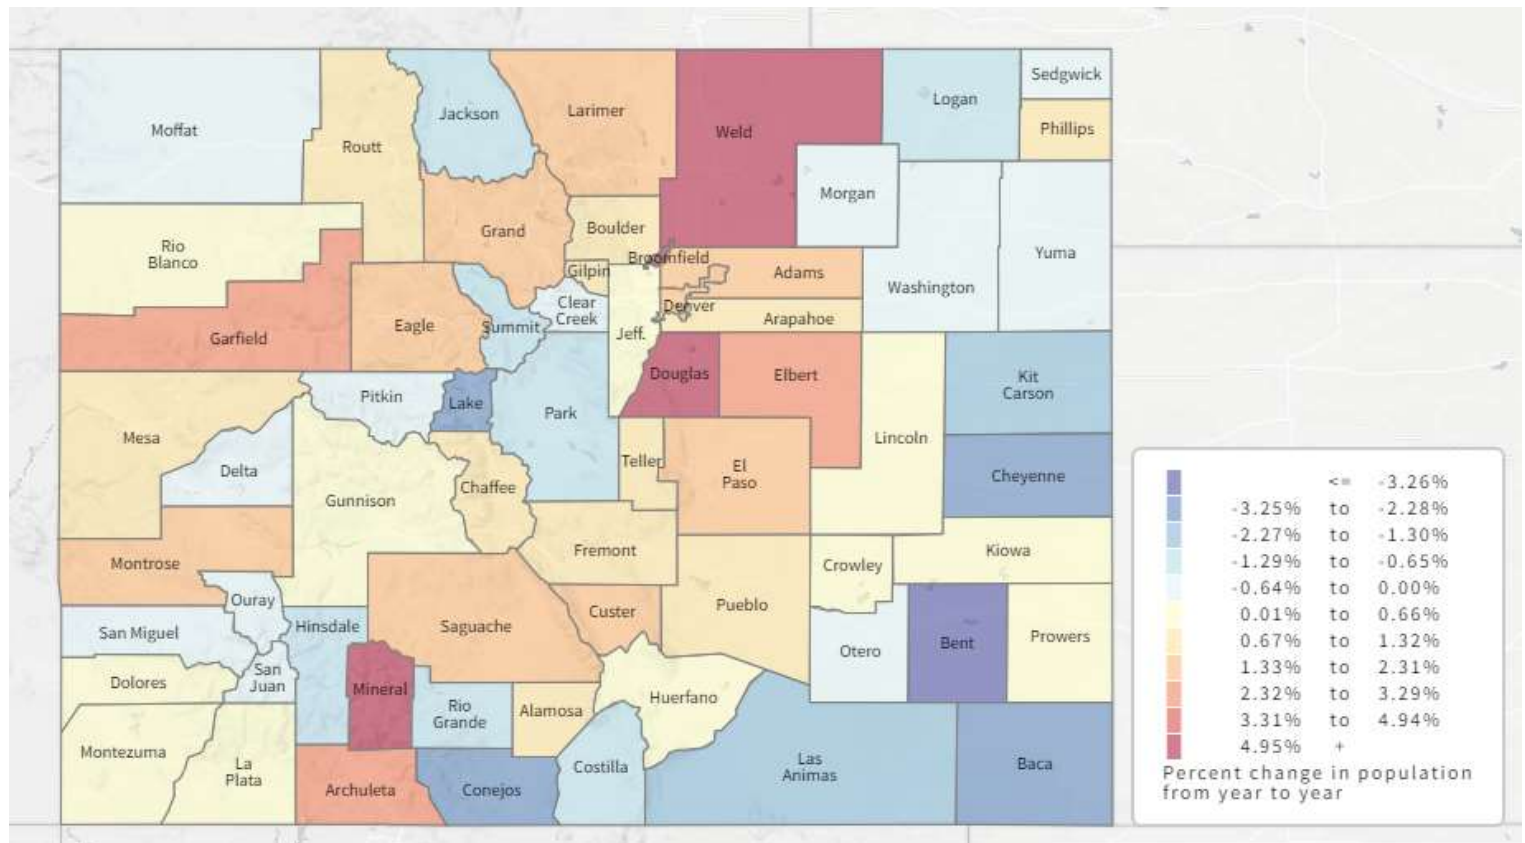 Sedgwick
Logan
Jackson
Larimer
Phillips
Moffat
Weld
Routt
Morgan
Boulder
Grand
Rio
Blanco
Yuma
Broomfield
Gilpin
Adams
Washington
Clear
Creek
Denver
Arapahoe
Eagle
Summit
Jeff.
Garfield
Douglas
Elbert
Kit
Carson
Pitkin
Lake
Park
Mesa
Lincoln
Delta
Teller
El
Paso
Cheyenne
Chaffee
Gunnison
Fremont
Kiowa
Montrose
Crowley
Ouray
Custer
Pueblo
San Miguel
Hinsdale
Saguache
Prowers
Bent
Otero
San
Juan
Dolores
Mineral
Huerfano
Rio
Grande
Alamosa
Montezuma
La
Plata
Costilla
Las
Animas
Baca
Archuleta
Conejos
<= -3.26%
-3.25% to -2.28%
-2.27% to -1.30%
-1.29% to -0.65%
-0.64% to 0.00%
0.01% to 0.66%
0.67% to 1.32%
1.33% to 2.31%
2.32% to 3.29%
3.31% to 4.94%
4.95% +
Percent change in population
from year to year